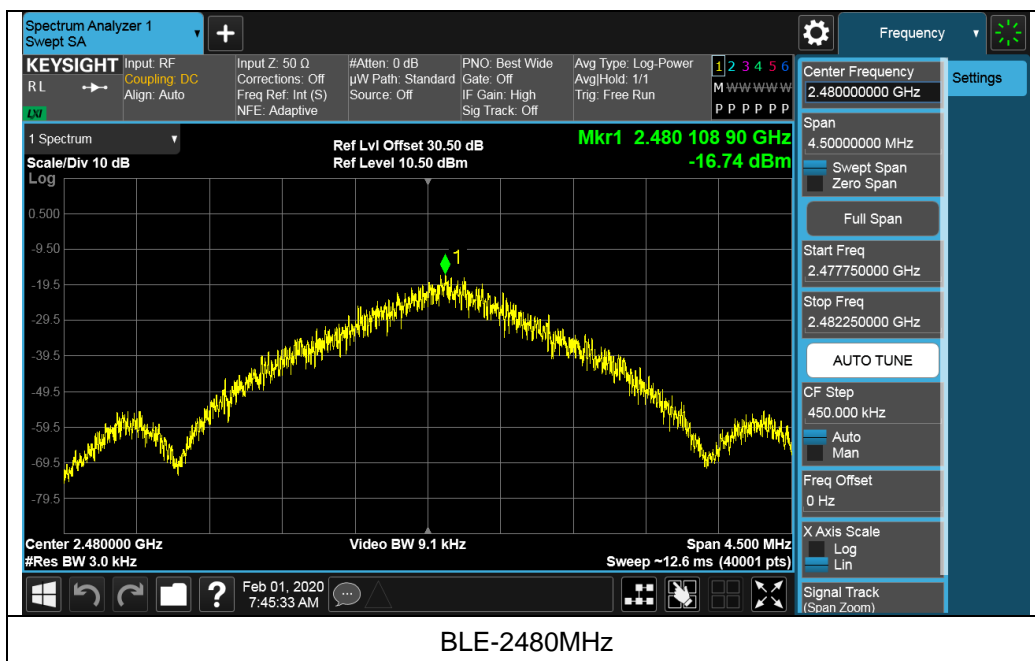 Spectrum Analyzer 1
Swept SA
+
Frequency
KEYSIGHT
RL
LXI
Input: RF
Coupling: DC
Align: Auto
Input Z: 50 Ω
Corrections: Off
Freq Ref: Int (S)
NFE: Adaptive
#Atten: 0 dB
µW Path: Standard
Source: Off
PNO: Best Wide
Gate: Off
IF Gain: High
Sig Track: Off
Avg Type: Log-Power
Avg|Hold: 1/1
Trig: Free Run
1 2 3 4 5 6
M W W W W W
P P P P P P
1 Spectrum
Scale/Div 10 dB
Log
Ref Lvl Offset 30.50 dB
Ref Level 10.50 dBm
Mkr1 2.480 108 90 GHz
-16.74 dBm
0.500
-9.50
-19.5
-29.5
-39.5
-49.5
-59.5
-69.5
-79.5
1
Center 2.480000 GHz
#Res BW 3.0 kHz
Video BW 9.1 kHz
Span 4.500 MHz
Sweep ~12.6 ms (40001 pts)
Center Frequency
2.480000000 GHz
Settings
Span
4.50000000 MHz
Swept Span
Zero Span
Full Span
Start Freq
2.477750000 GHz
Stop Freq
2.482250000 GHz
AUTO TUNE
CF Step
450.000 kHz
Auto
Man
Freq Offset
0 Hz
X Axis Scale
Log
Lin
Signal Track
(Span Zoom)
?
Feb 01, 2020
7:45:33 AM
BLE-2480MHz